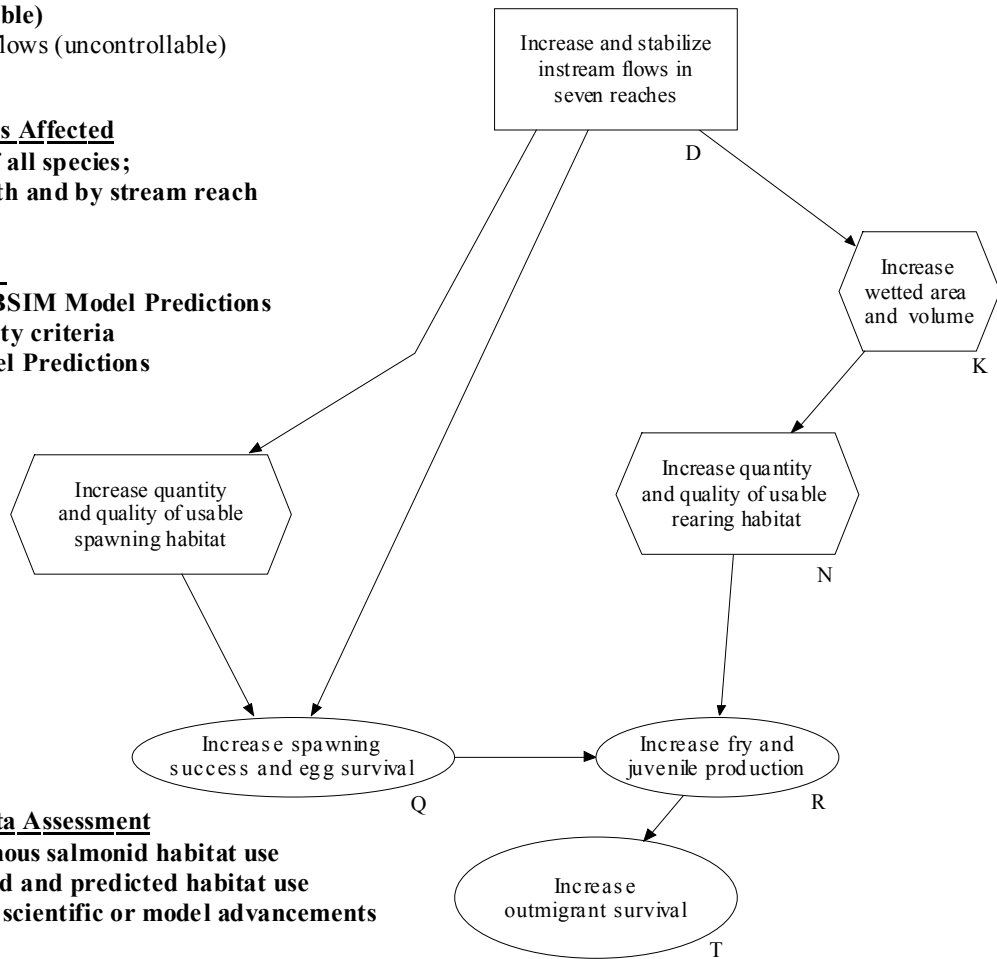 ble)
lows (uncontrollable)
s Affected
all species;
th and by stream reach
BSIM Model Predictions
ty criteria
el Predictions
Increase and stabilize
instream flows in
seven reaches
D
Increase
wetted area
and volume
K
Increase quantity
and quality of usable
spawning habitat
Increase quantity
and quality of usable
rearing habitat
N
Increase spawning
success and egg survival
Q
Increase fry and
juvenile production
R
Increase
outmigrant survival
T
ta Assessment
nous salmonid habitat use
d and predicted habitat use
scientific or model advancements